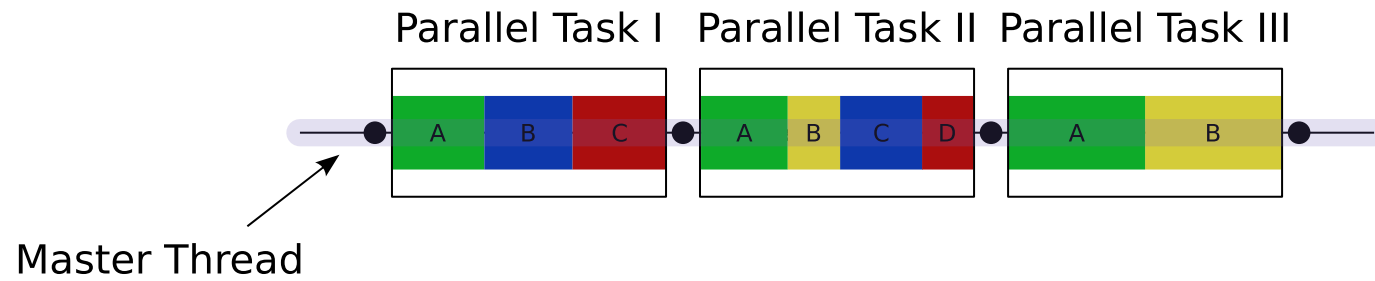 Parallel Task I
Parallel Task II
Parallel Task III
A B C
A B C D
A B
Master Thread